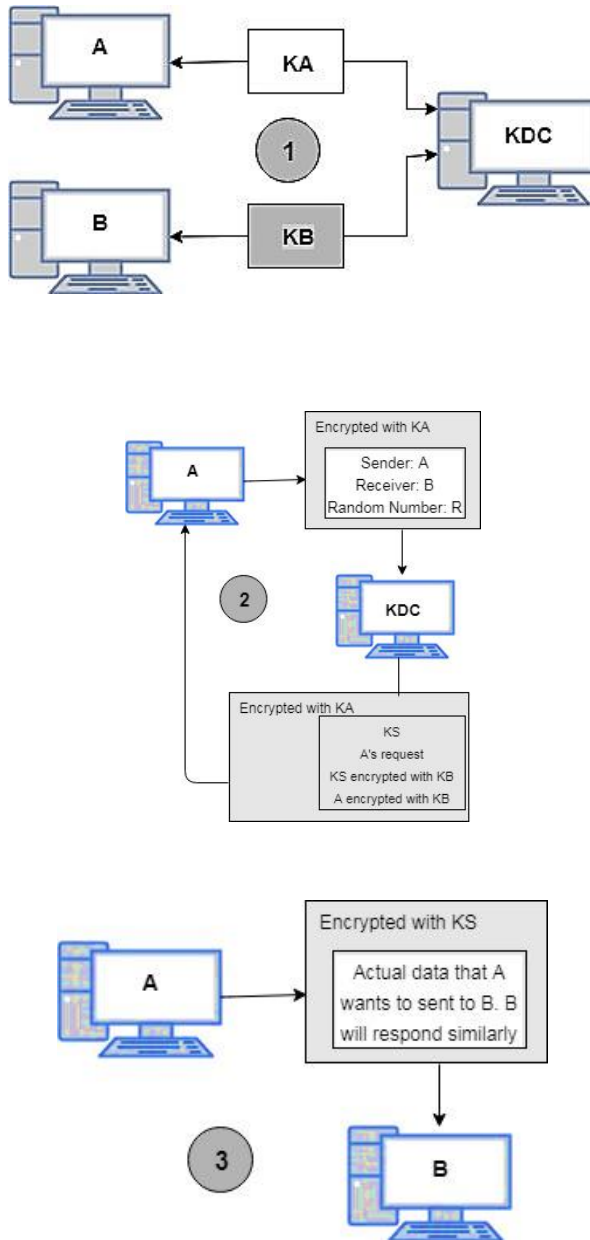 A
KA
KDC
1
B
KB
Encrypted with KA
A
Sender: A
Receiver: B
Random Number: R
2
KDC
Encrypted with KA
KS
A's request
KS encrypted with KB
A encrypted with KB
Encrypted with KS
A
Actual data that A
wants to sent to B. B
will respond similarly
3
B